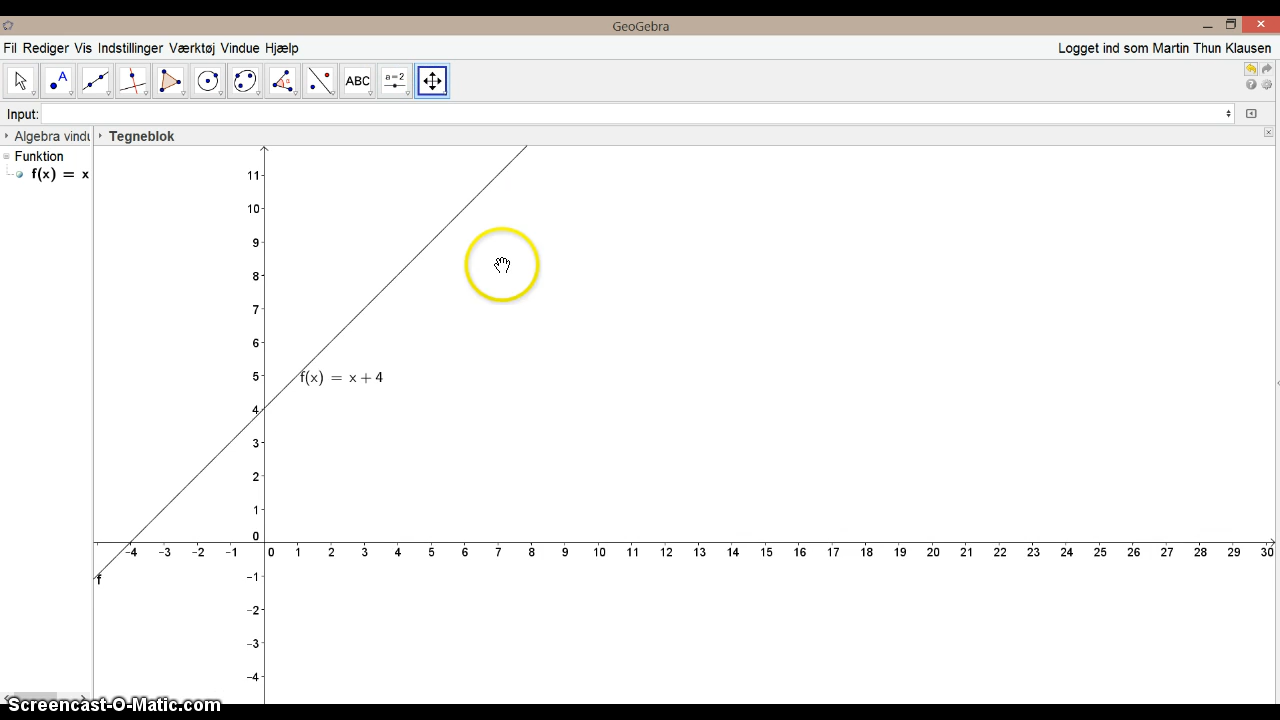 GeoGebra
Fil Rediger Vis Indstillinger Værktøj Vindue Hjælp
Logget ind som Martin Thun Klausen
A
ABC
a=2
Input:
Algebra vindu
Tegneblok
Funktion
f(x) = x
11
10
9
8
7
6
5
f(x) = x + 4
4
3
2
1
0
-4 -3 -2 -1 0 1 2 3 4 5 6 7 8 9 10 11 12 13 14 15 16 17 18 19 20 21 22 23 24 25 26 27 28 29 30
f
-1
-2
-3
-4
Screencast-O-Matic.com